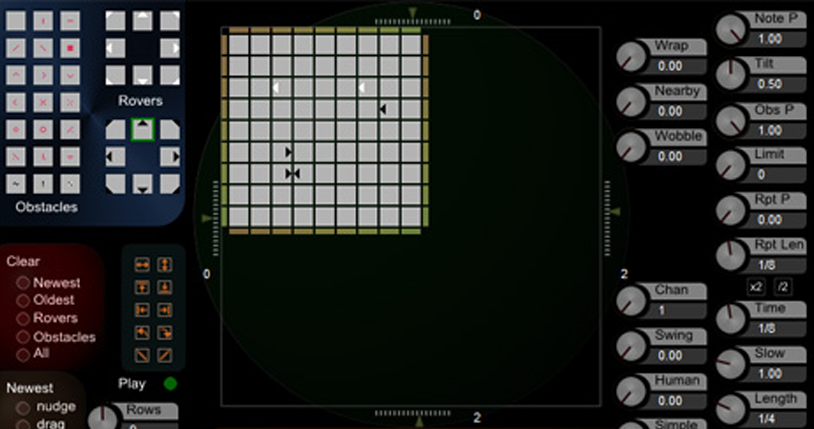 0
Note P
1.00
Wrap
0.00
Tilt
0.50
Nearby
0.00
Rovers
Obs P
1.00
Wobble
0.00
Limit
0
Obstacles
Rpt P
0.00
Rpt Len
1/8
Clear
Newest
Oldest
Rovers
Obstacles
All
0
2
x2
/2
Chan
1
Time
1/8
Swing
0.00
Slow
1.00
Play
Newest
nudge
drag
Rows
2
Human
0.00
Length
1/4
Simple